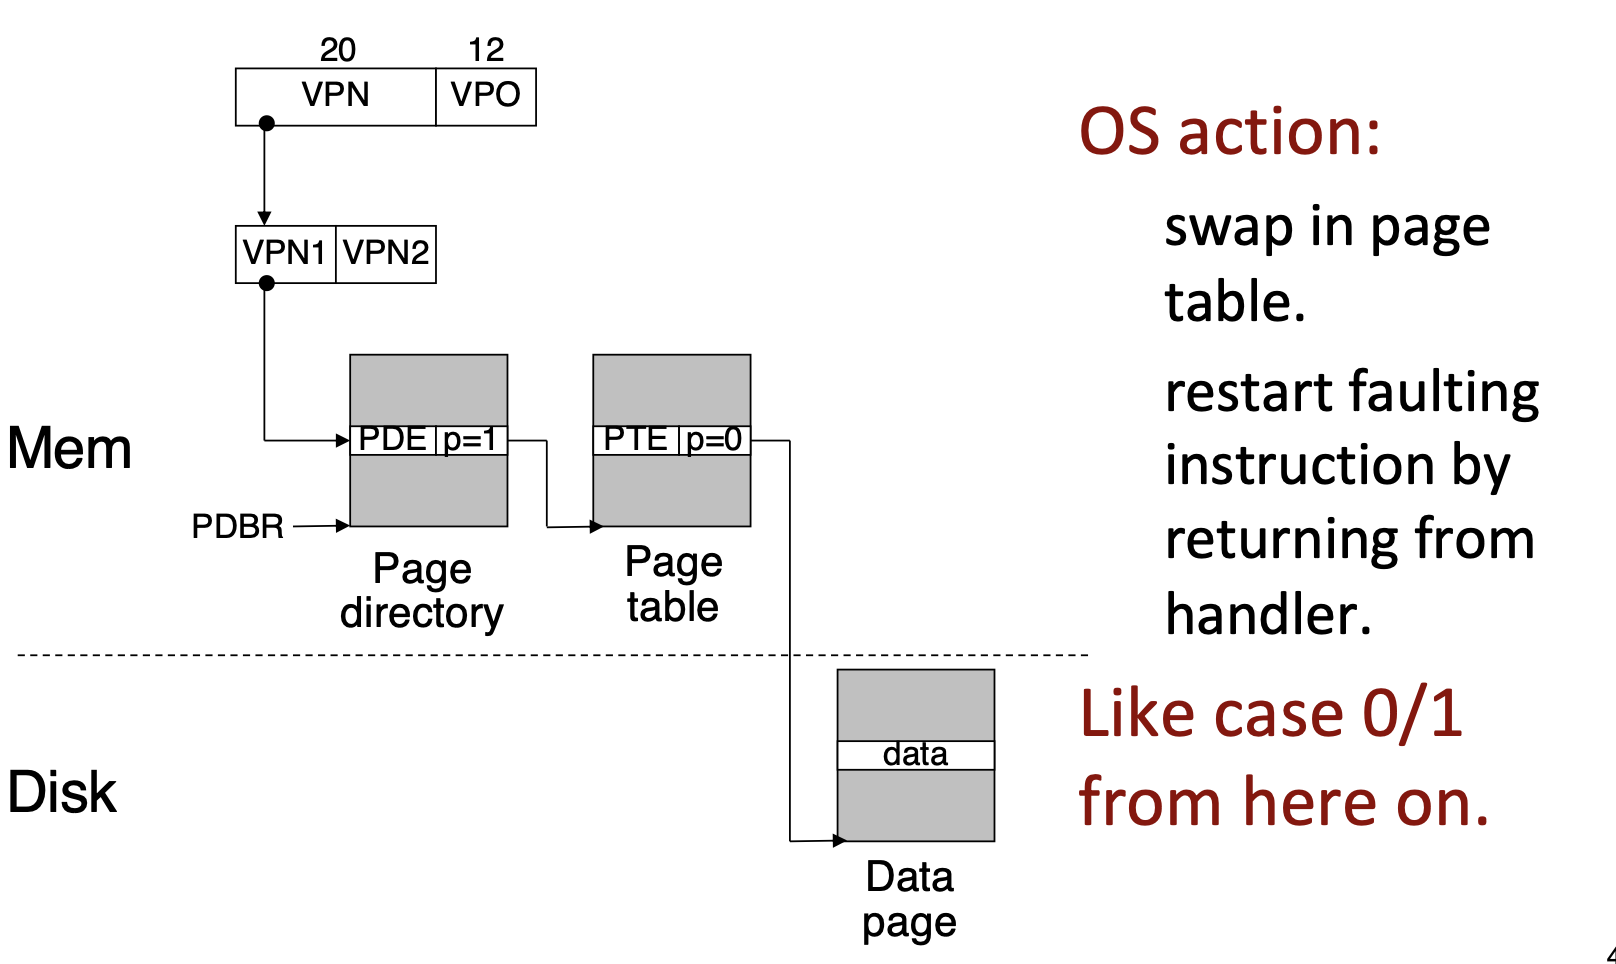 20 12
VPN VPO
VPN1 VPN2
Mem
PDE p=1 PTE p=0
PDBR
Page
directory
Page
table
Disk
data
Data
page
OS action:
swap in page
table.
restart faulting
instruction by
returning from
handler.
Like case 0/1
from here on.